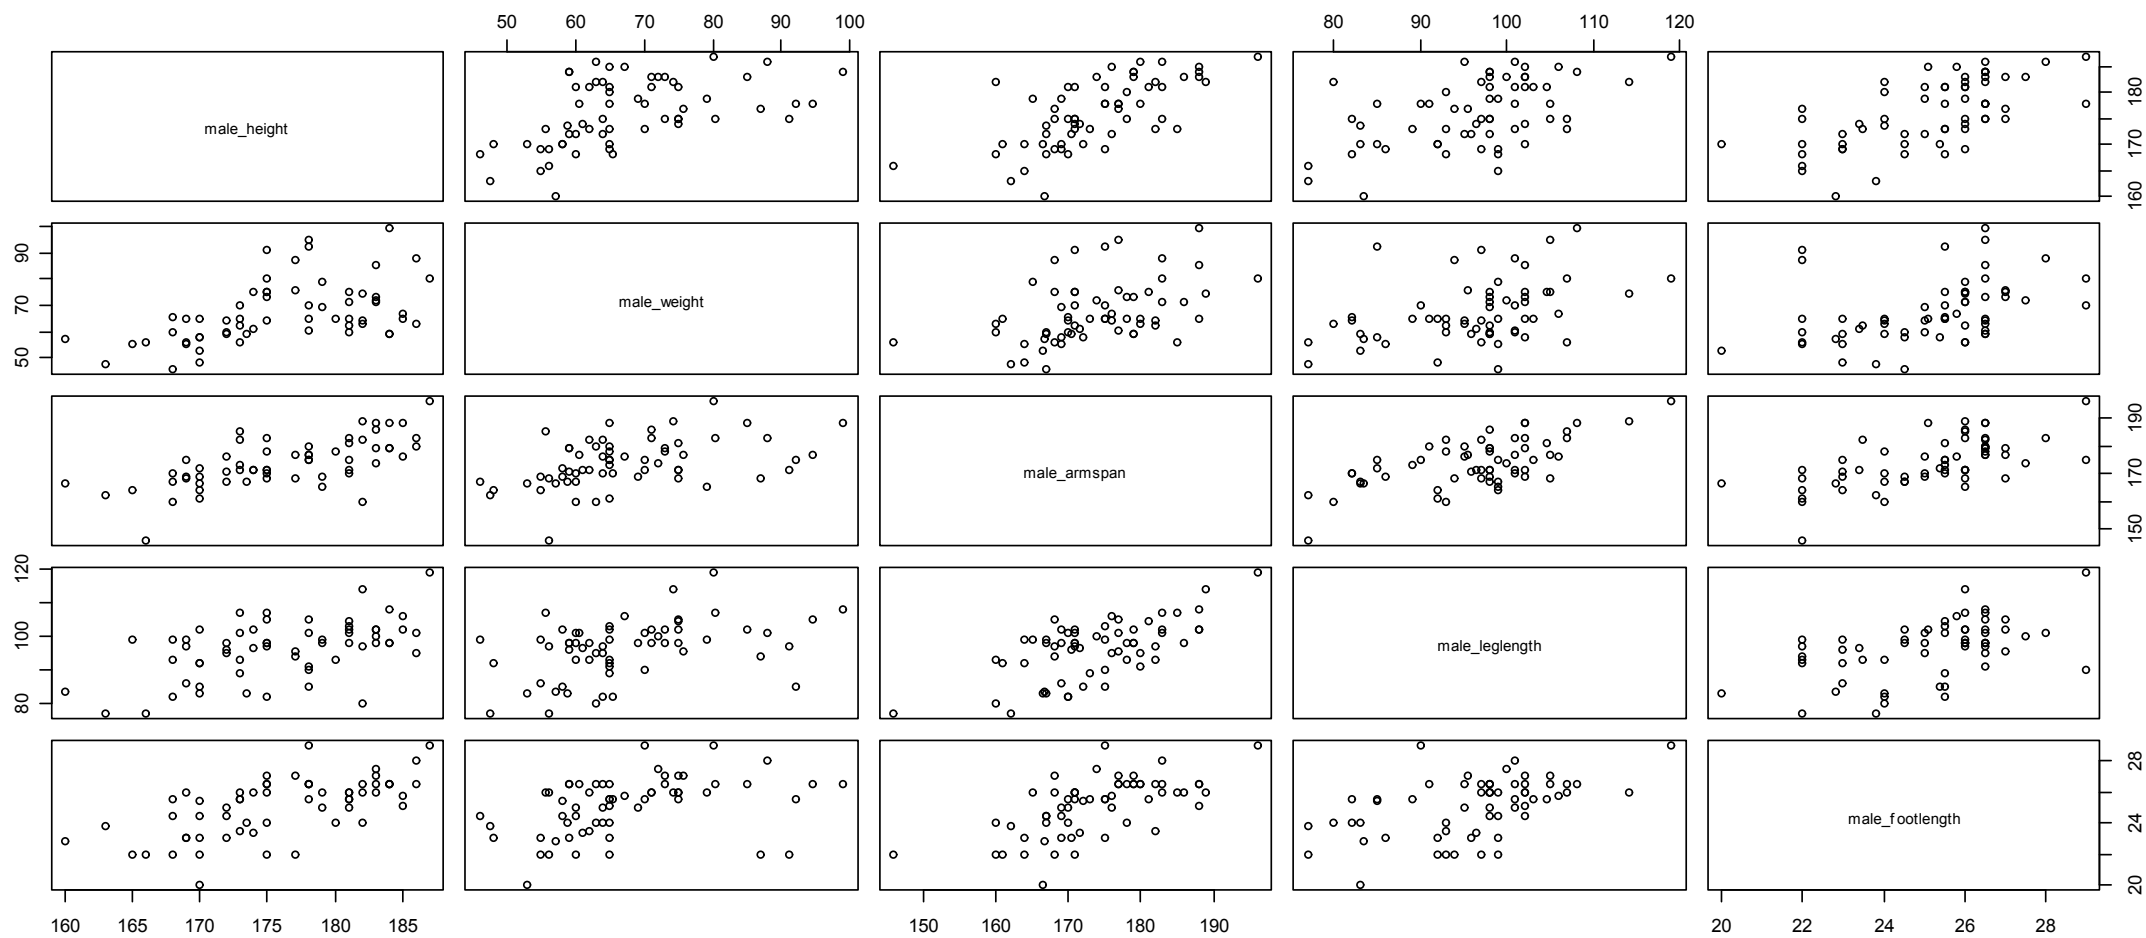 50 60 70 80 90 100 80 90 100 110 120
male_height
160 170 180
50 70 90
male_weight
male_armspan
150 170 190
80 100 120
male_leglength
male_footlength
20 24 28
160 165 170 175 180 185 150 160 170 180 190 20 22 24 26 28